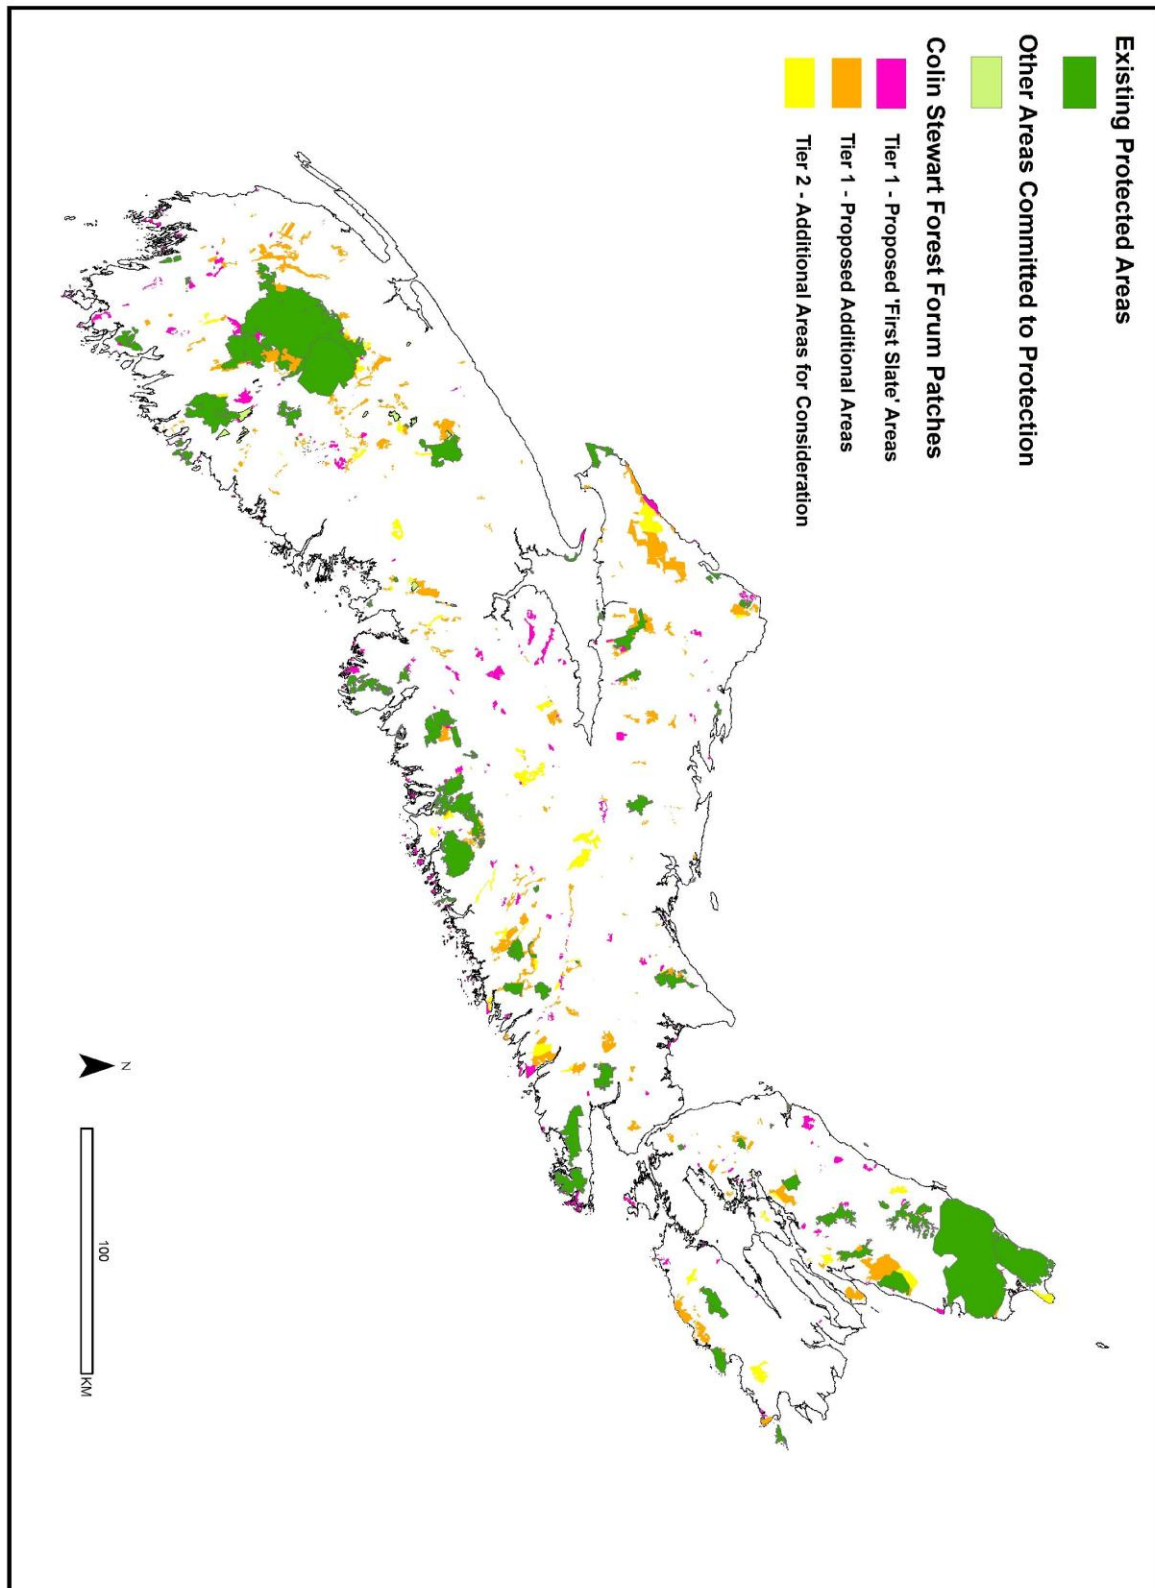 Existing Protected Areas
Other Areas Committed to Protection
Colin Stewart Forest Forum Patches
Tier 1 - Proposed 'First Slate' Areas
Tier 1 - Proposed Additional Areas
Tier 2 - Additional Areas for Consideration
N
100
KM